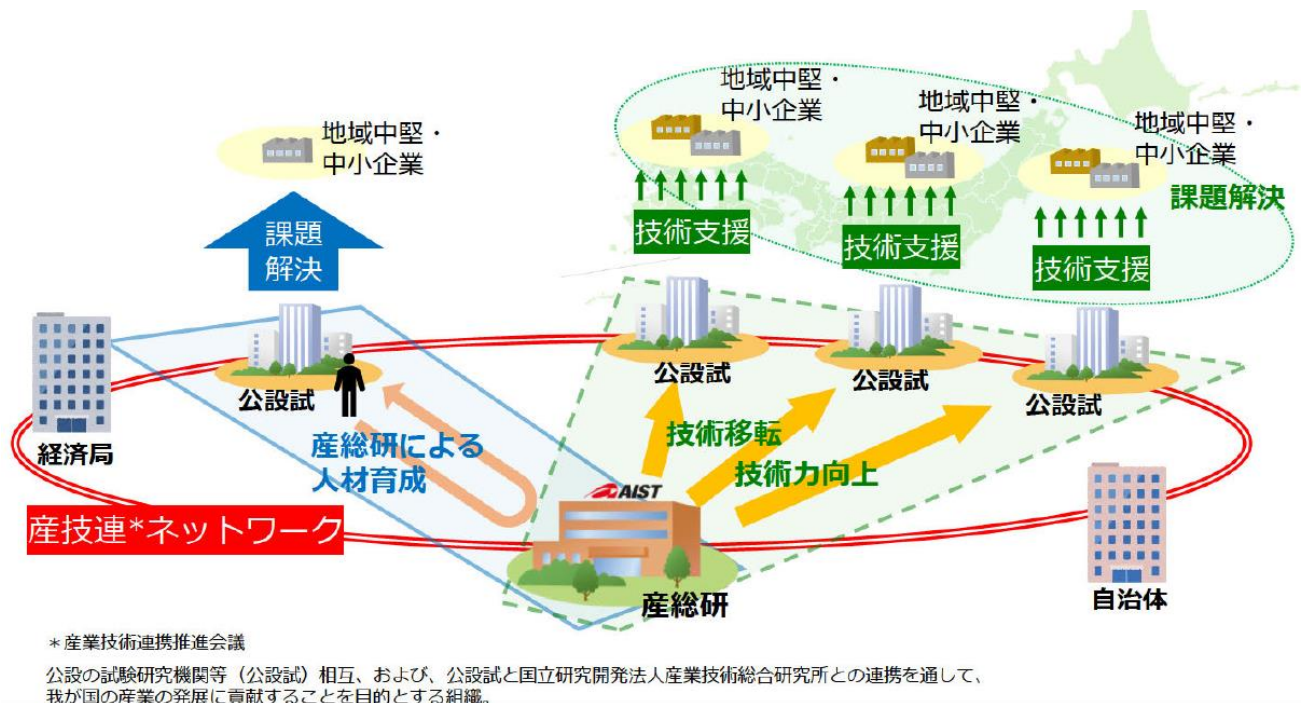 地域中堅・
中小企業
地域中堅・
中小企業
地域中堅・
中小企業
地域中堅・
中小企業
課題解決
課題
解決
技術支援
技術支援
技術支援
公設試
公設試
公設試
公設試
経済局
産総研による
人材育成
技術移転
技術力向上
AIST
産技連*ネットワーク
産総研
自治体
*産業技術連携推進会議
公設の試験研究機関等（公設試）相互、および、公設試と国立研究開発法人産業技術総合研究所との連携を通して、
我が国の産業の発展に貢献することを目的とする組織。